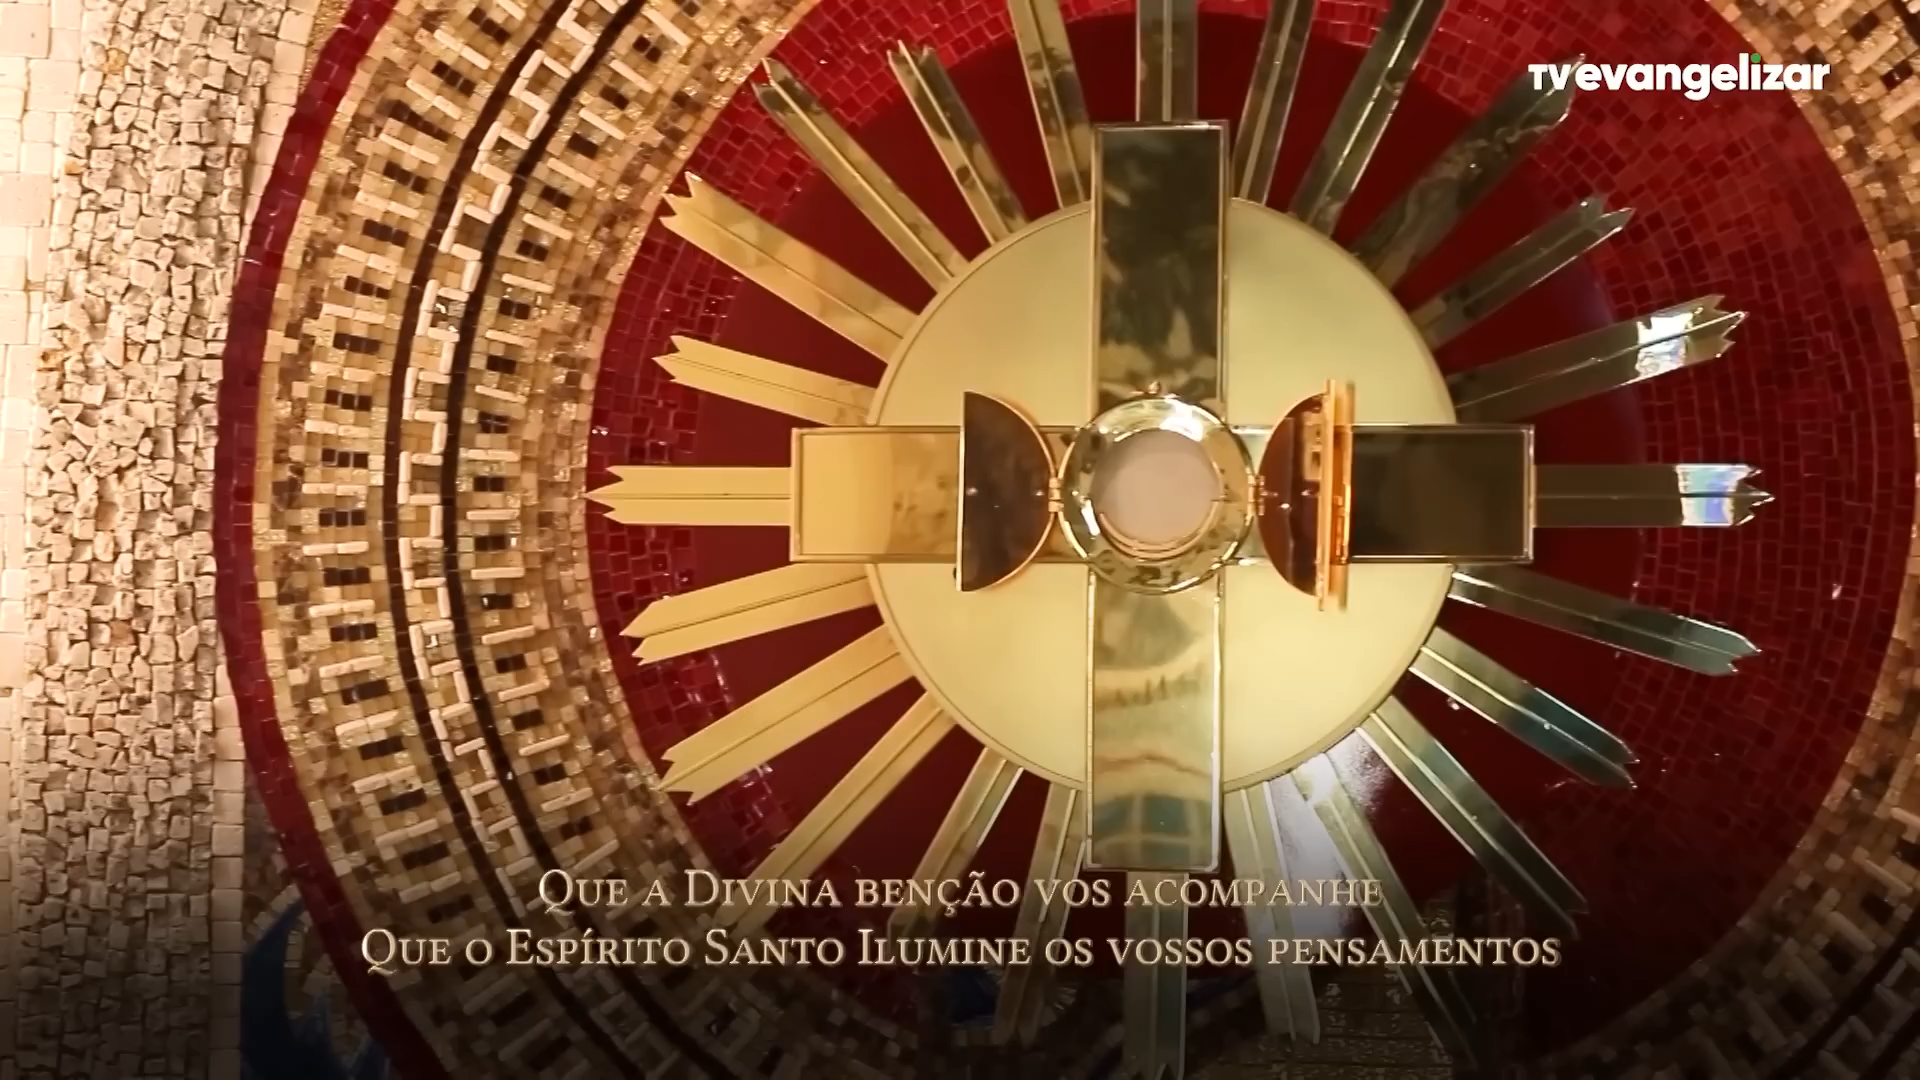 TVevangelizar
Que a Divina benção vos acompanhe
Que o Espírito Santo Ilumine os vossos pensamentos